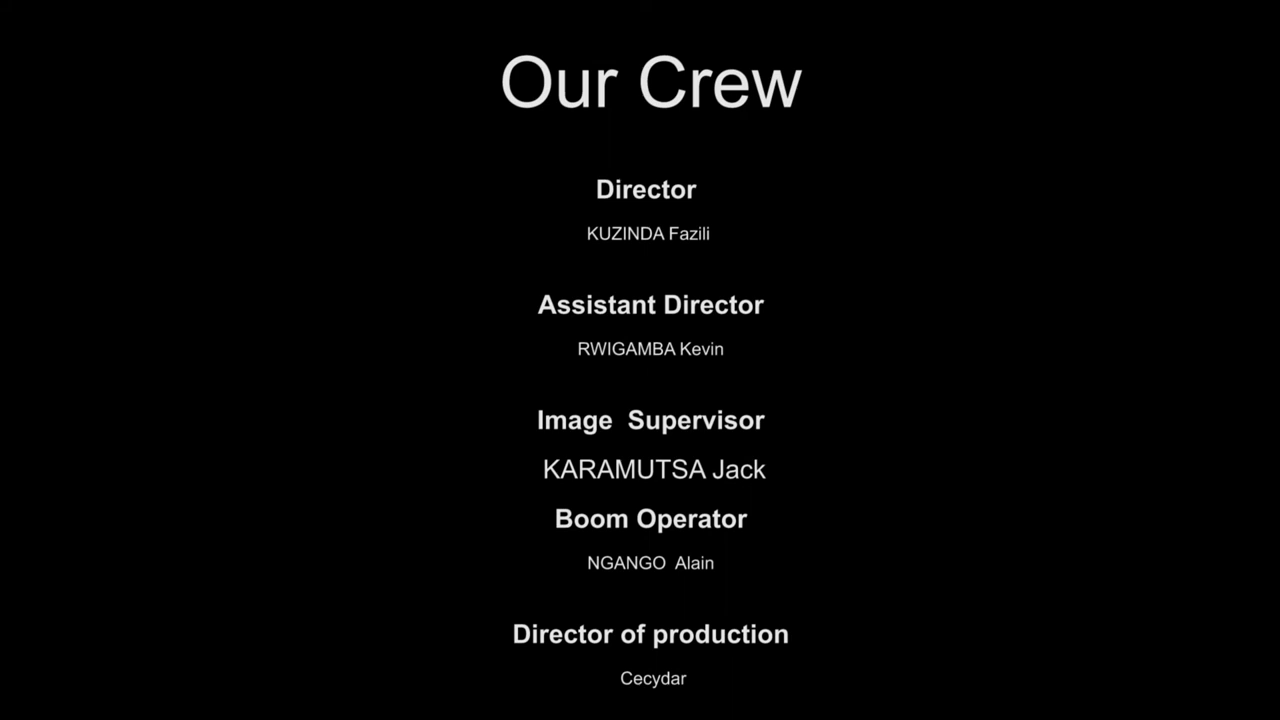 Our Crew
Director
KUZINDA Fazili
Assistant Director
RWIGAMBA Kevin
Image  Supervisor
KARAMUTSA Jack
Boom Operator
NGANGO  Alain
Director of production
Cecydar